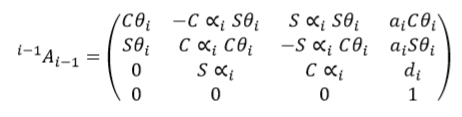 C𝜃ᵢ −C ∝ᵢ S𝜃ᵢ S ∝ᵢ S𝜃ᵢ aᵢC𝜃ᵢ
ⁱ⁻¹Aᵢ₋₁ = S𝜃ᵢ C ∝ᵢ C𝜃ᵢ −S ∝ᵢ C𝜃ᵢ aᵢS𝜃ᵢ
0 S ∝ᵢ C ∝ᵢ dᵢ
0 0 0 1